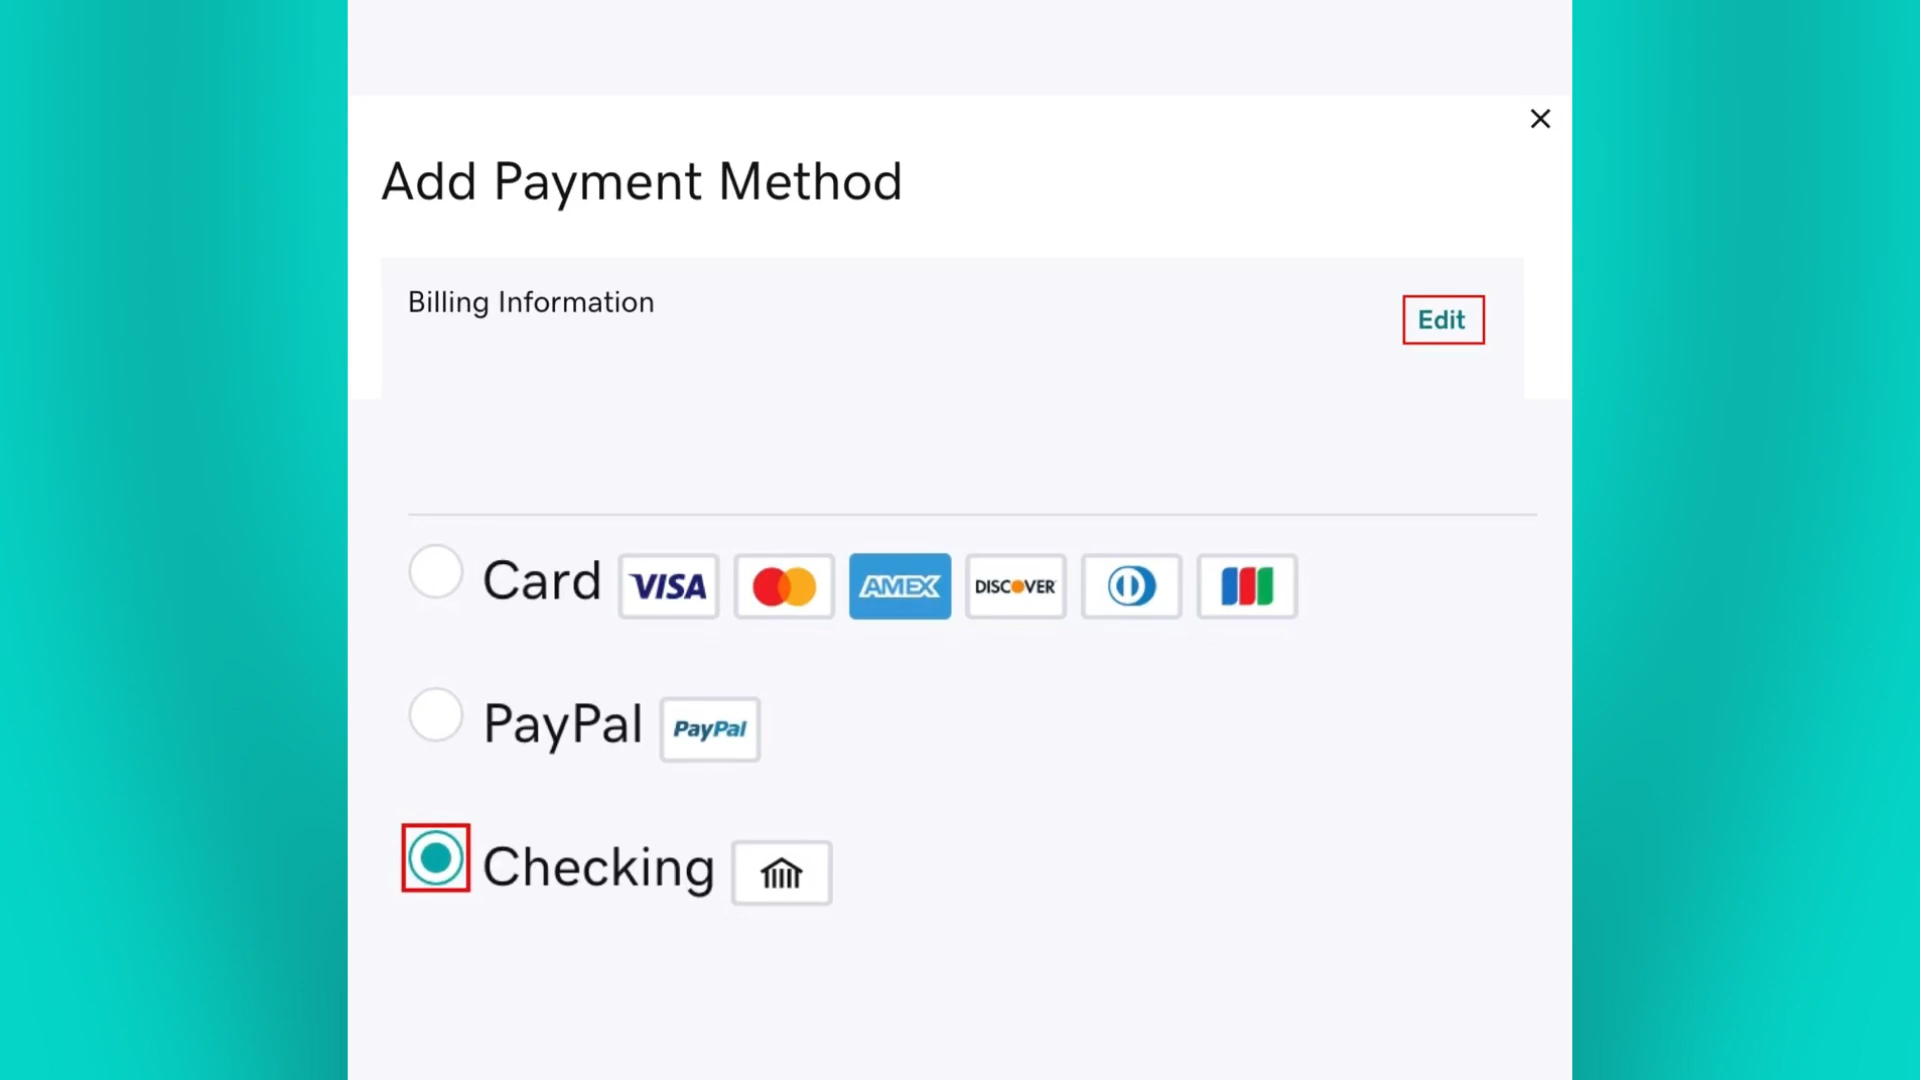 Add Payment Method
Billing Information
Edit
Card VISA AMEX DISCOVER
PayPal PayPal
Checking